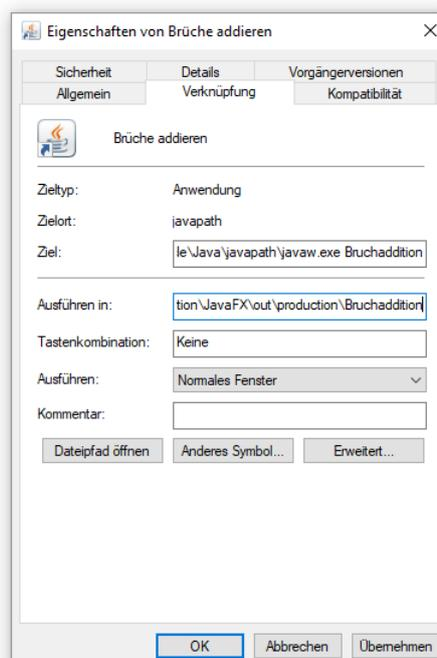 Eigenschaften von Brüche addieren
Sicherheit Details Vorgängerversionen
Allgemein Verknüpfung Kompatibilität
Brüche addieren
Zieltyp: Anwendung
Zielort: javapath
Ziel: le\Java\javapath\javaw.exe Bruchaddition
Ausführen in: tion\JavaFX\out\production\Bruchaddition
Tastenkombination: Keine
Ausführen: Normales Fenster
Kommentar:
Dateipfad öffnen Anderes Symbol... Erweitert...
OK Abbrechen Übernehmen